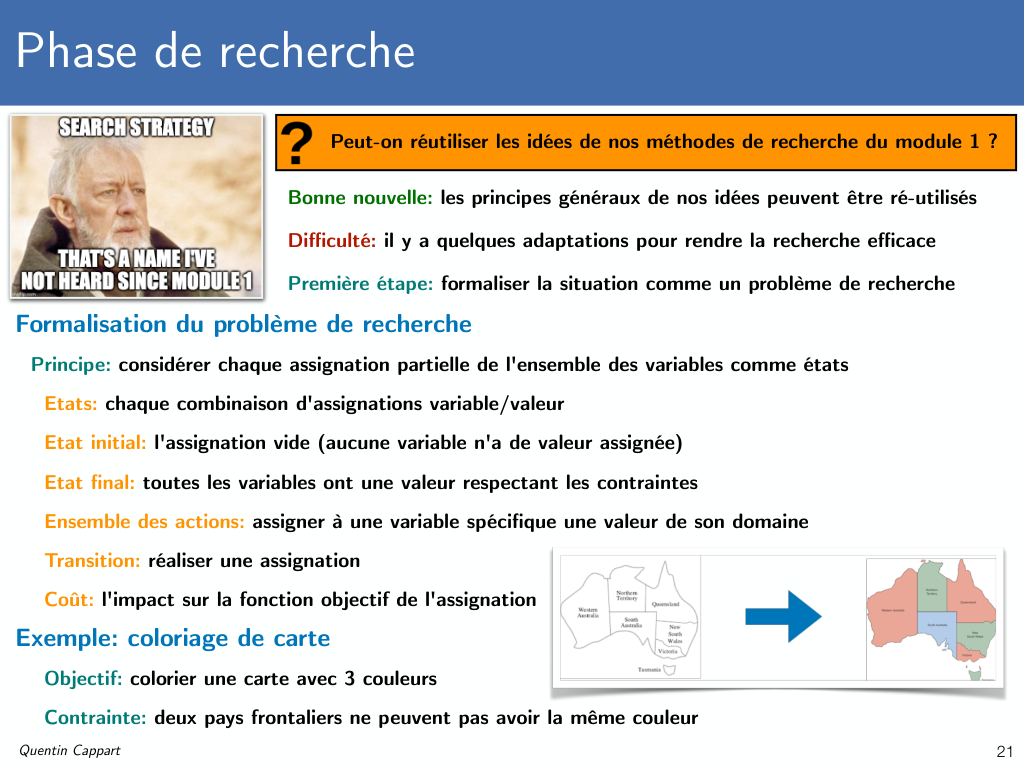 Phase de recherche
SEARCH STRATEGY
THAT'S A NAME I'VE
NOT HEARD SINCE MODULE 1
? Peut-on réutiliser les idées de nos méthodes de recherche du module 1 ?
Bonne nouvelle: les principes généraux de nos idées peuvent être ré-utilisés
Difficulté: il y a quelques adaptations pour rendre la recherche efficace
Première étape: formaliser la situation comme un problème de recherche
Formalisation du problème de recherche
Principe: considérer chaque assignation partielle de l'ensemble des variables comme états
Etats: chaque combinaison d'assignations variable/valeur
Etat initial: l'assignation vide (aucune variable n'a de valeur assignée)
Etat final: toutes les variables ont une valeur respectant les contraintes
Ensemble des actions: assigner à une variable spécifique une valeur de son domaine
Transition: réaliser une assignation
Coût: l'impact sur la fonction objectif de l'assignation
Western
Australia
Northern
Territory
South
Australia
Queensland
New
South
Wales
Victoria
Tasmania
Exemple: coloriage de carte
Objectif: colorier une carte avec 3 couleurs
Contrainte: deux pays frontaliers ne peuvent pas avoir la même couleur
Quentin Cappart
21